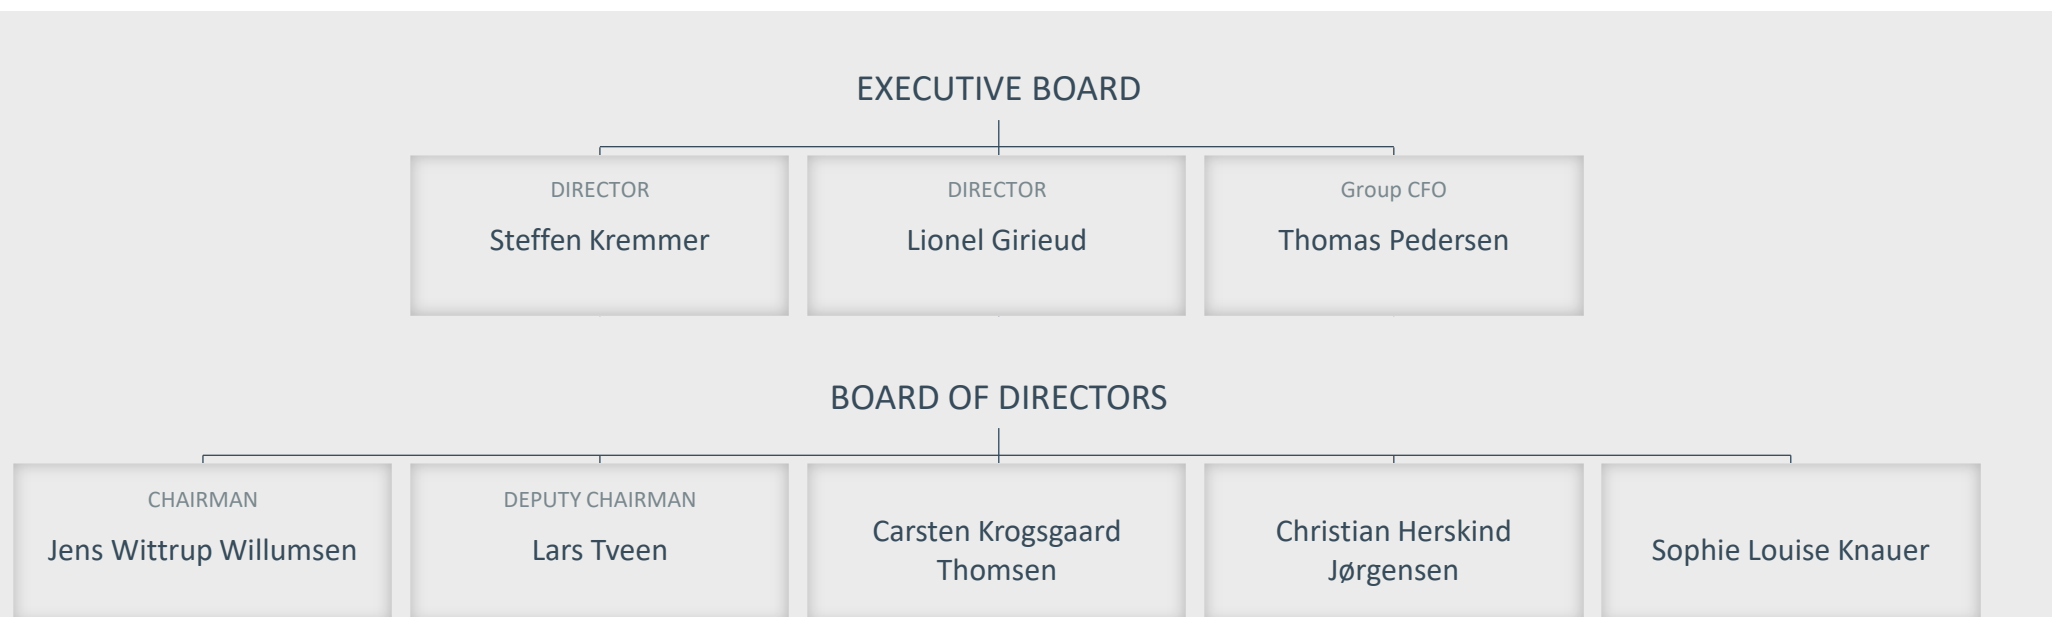 EXECUTIVE BOARD
DIRECTOR
Steffen Kremmer
DIRECTOR
Lionel Girieud
Group CFO
Thomas Pedersen
BOARD OF DIRECTORS
CHAIRMAN
Jens Wittrup Willumsen
DEPUTY CHAIRMAN
Lars Tveen
Carsten Krogsgaard
Thomsen
Christian Herskind
Jørgensen
Sophie Louise Knauer